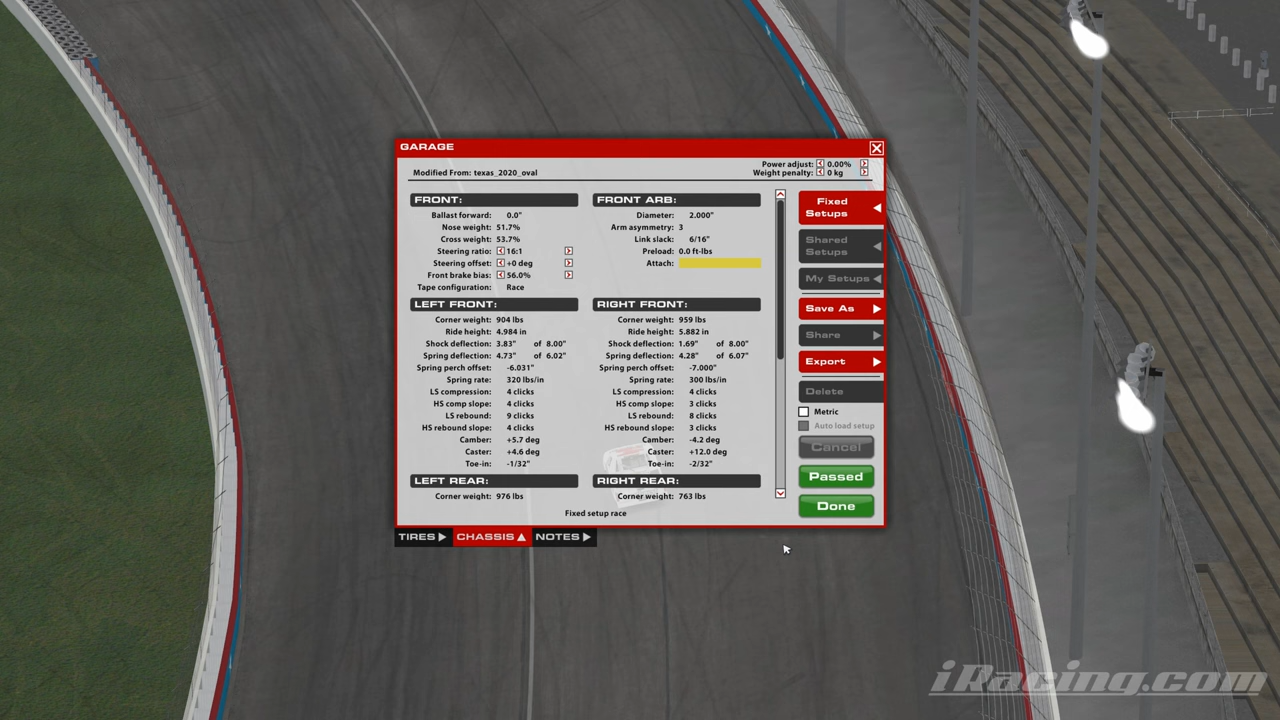 GARAGE
Power adjust: 0.00%
Modified From: texas_2020_oval
Weight penalty: 0 kg
FRONT:
Ballast forward: 0.0"
Nose weight: 51.7%
Cross weight: 53.7%
Steering ratio: 16:1
Steering offset: +0 deg
Front brake bias: 56.0%
Tape configuration: Race
FRONT ARB:
Diameter: 2.000"
Arm asymmetry: 3
Link slack: 6/16"
Preload: 0.0 ft-lbs
Attach:
LEFT FRONT:
Corner weight: 904 lbs
Ride height: 4.984 in
Shock deflection: 3.83" of 8.00"
Spring deflection: 4.73" of 6.02"
Spring perch offset: -6.031"
Spring rate: 320 lbs/in
LS compression: 4 clicks
HS comp slope: 4 clicks
LS rebound: 9 clicks
HS rebound slope: 4 clicks
Camber: +5.7 deg
Caster: +4.6 deg
Toe-in: -1/32"
RIGHT FRONT:
Corner weight: 959 lbs
Ride height: 5.882 in
Shock deflection: 1.69" of 8.00"
Spring deflection: 4.28" of 6.07"
Spring perch offset: -7.000"
Spring rate: 300 lbs/in
LS compression: 4 clicks
HS comp slope: 3 clicks
LS rebound: 8 clicks
HS rebound slope: 3 clicks
Camber: -4.2 deg
Caster: +12.0 deg
Toe-in: -2/32"
LEFT REAR:
Corner weight: 976 lbs
RIGHT REAR:
Corner weight: 763 lbs
Fixed setup race
Fixed
Setups
Shared
Setups
My Setups
Save As
Share
Export
Delete
Metric
Auto load setup
Cancel
Passed
Done
TIRES
CHASSIS
NOTES
iRacing.com